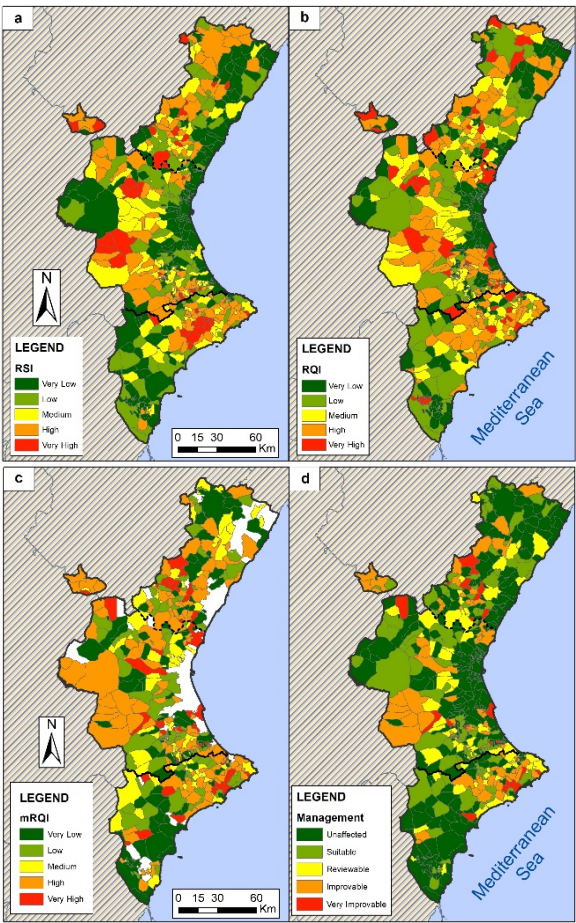 a
N
LEGEND
RSI
Very Low
Low
Medium
High
Very High
0 15 30 60
Km
b
LEGEND
RQI
Very Low
Low
Medium
High
Very High
Mediterranean
Sea
c
N
LEGEND
mRQI
Very Low
Low
Medium
High
Very High
0 15 30 60
Km
d
LEGEND
Management
Unaffected
Suitable
Reviewable
Improvable
Very Improvable
Mediterranean
Sea